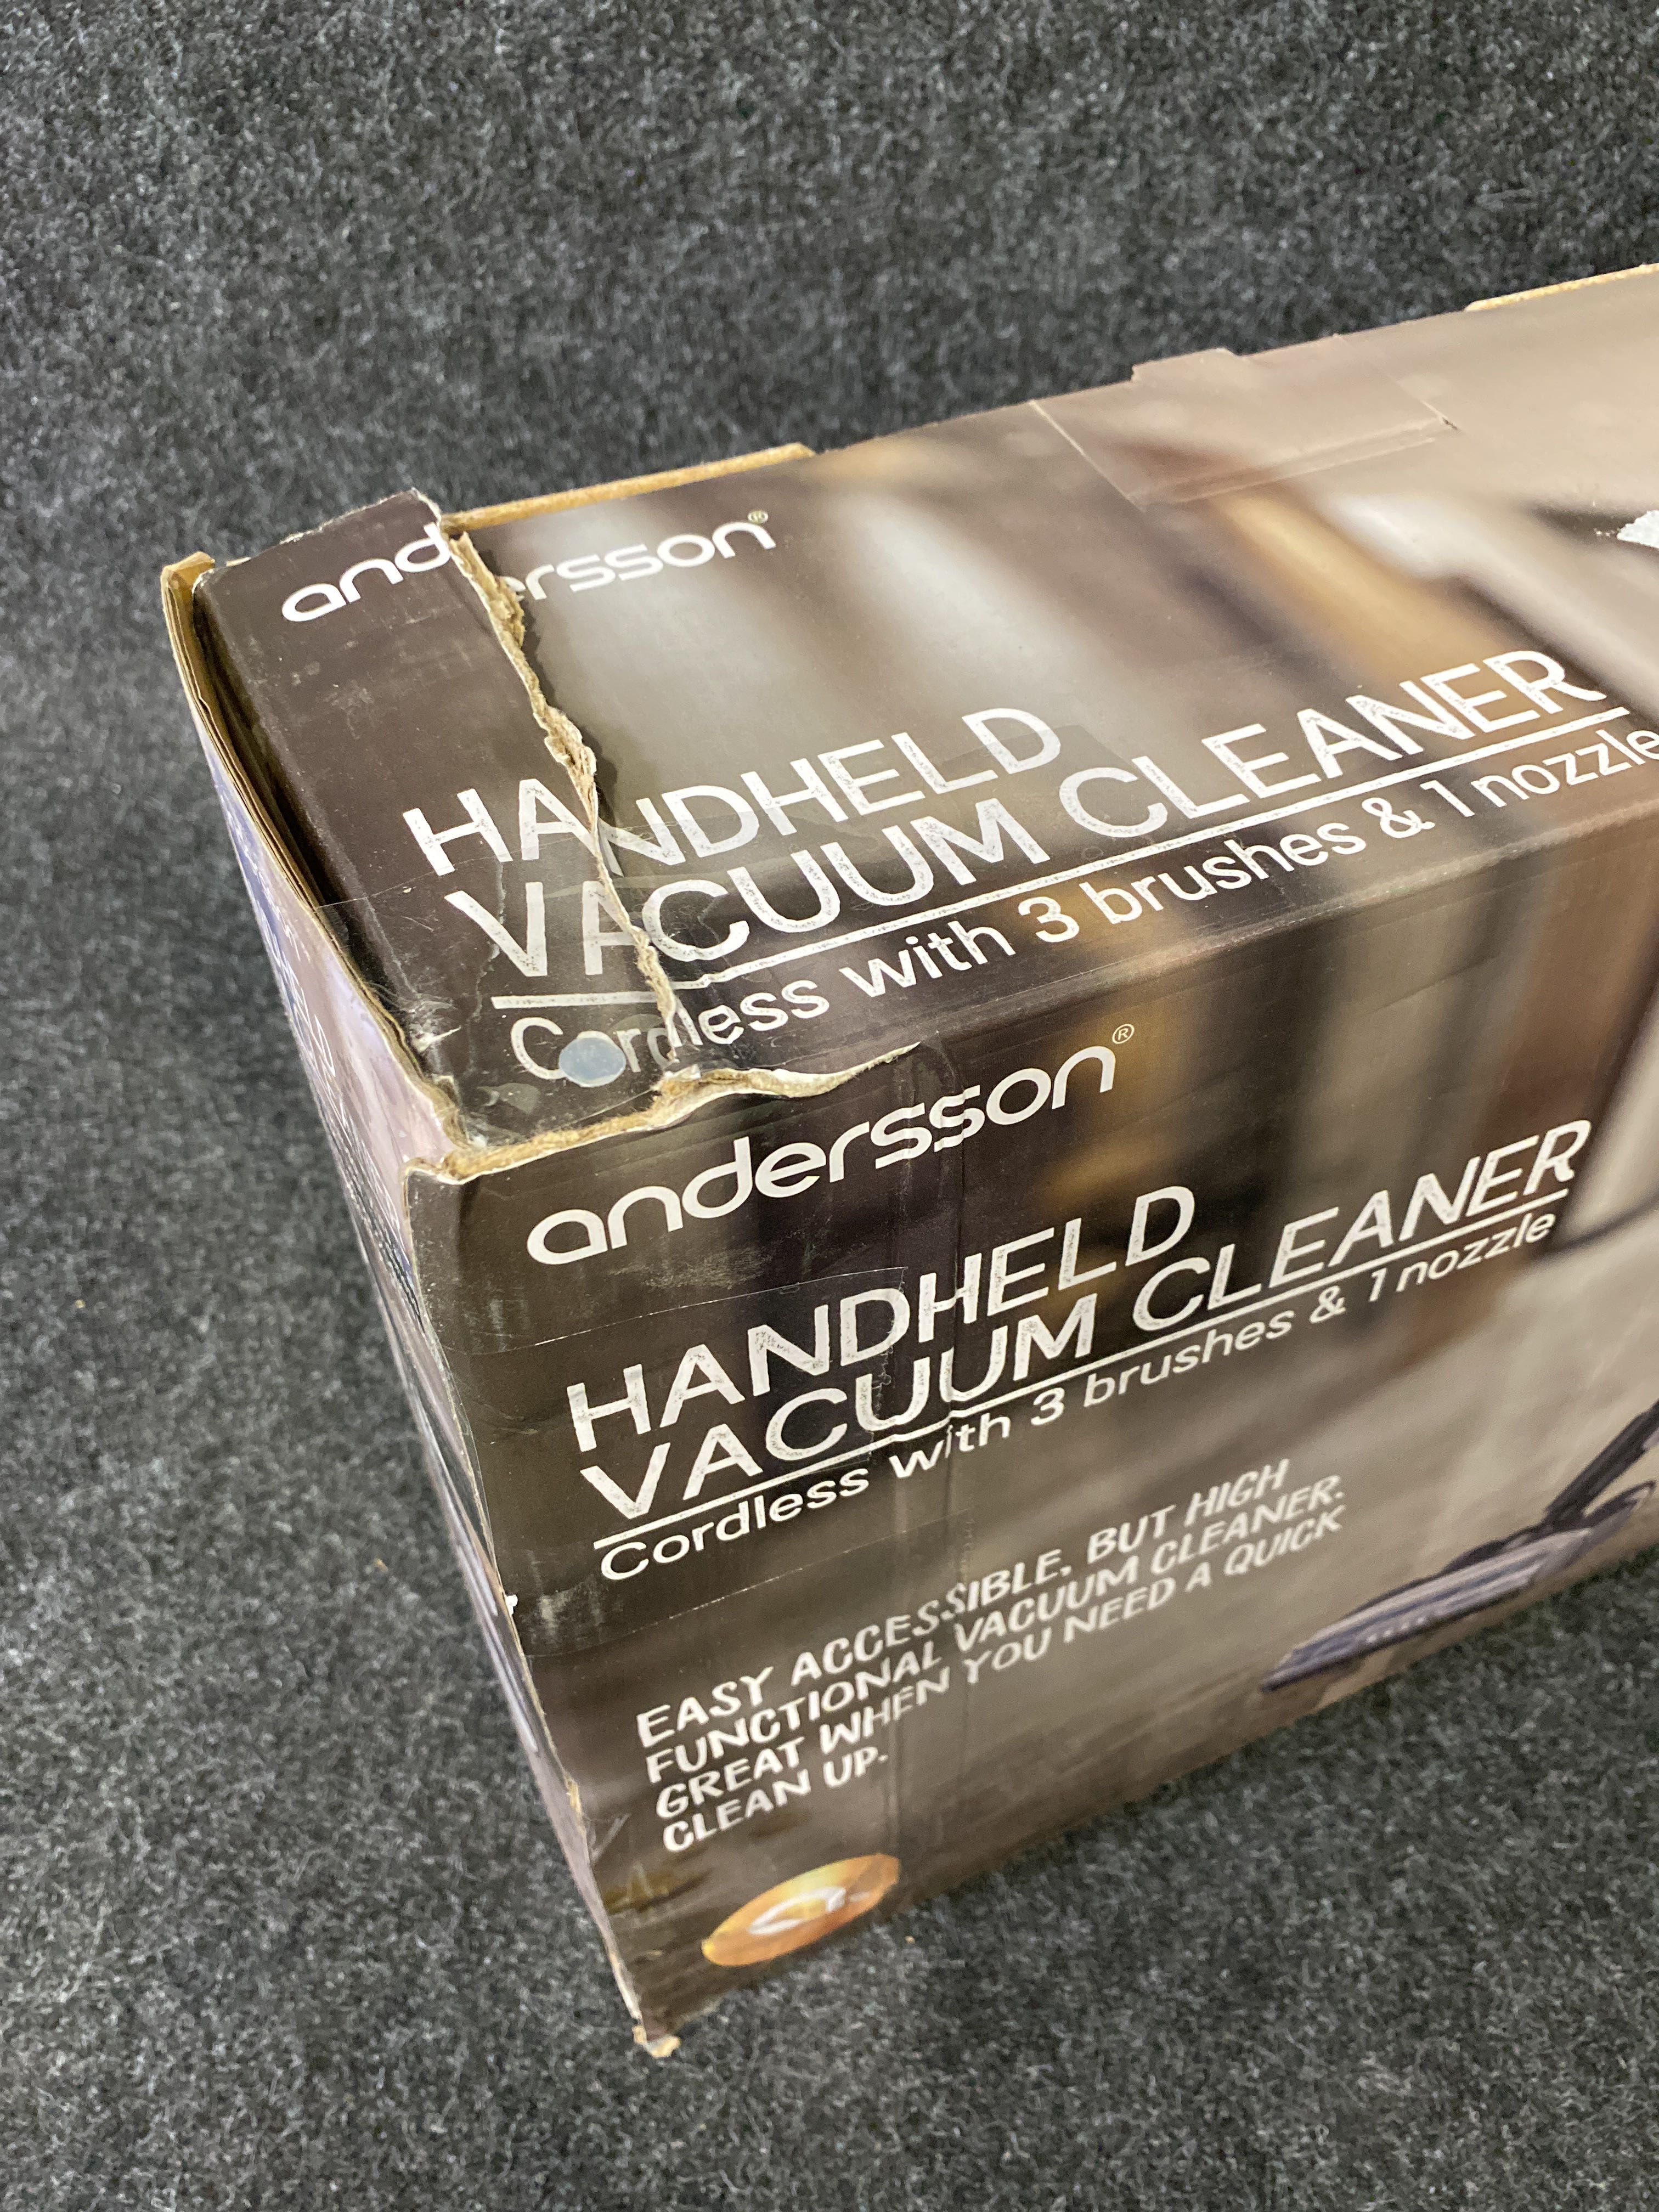 andersson®
HANDHELD
VACUUM CLEANER
Cordless with 3 brushes & 1 nozzle
andersson®
HANDHELD
VACUUM CLEANER
Cordless with 3 brushes & 1 nozzle
EASY ACCESSIBLE, BUT HIGH
FUNCTIONAL VACUUM CLEANER.
GREAT WHEN YOU NEED A QUICK
CLEAN UP.